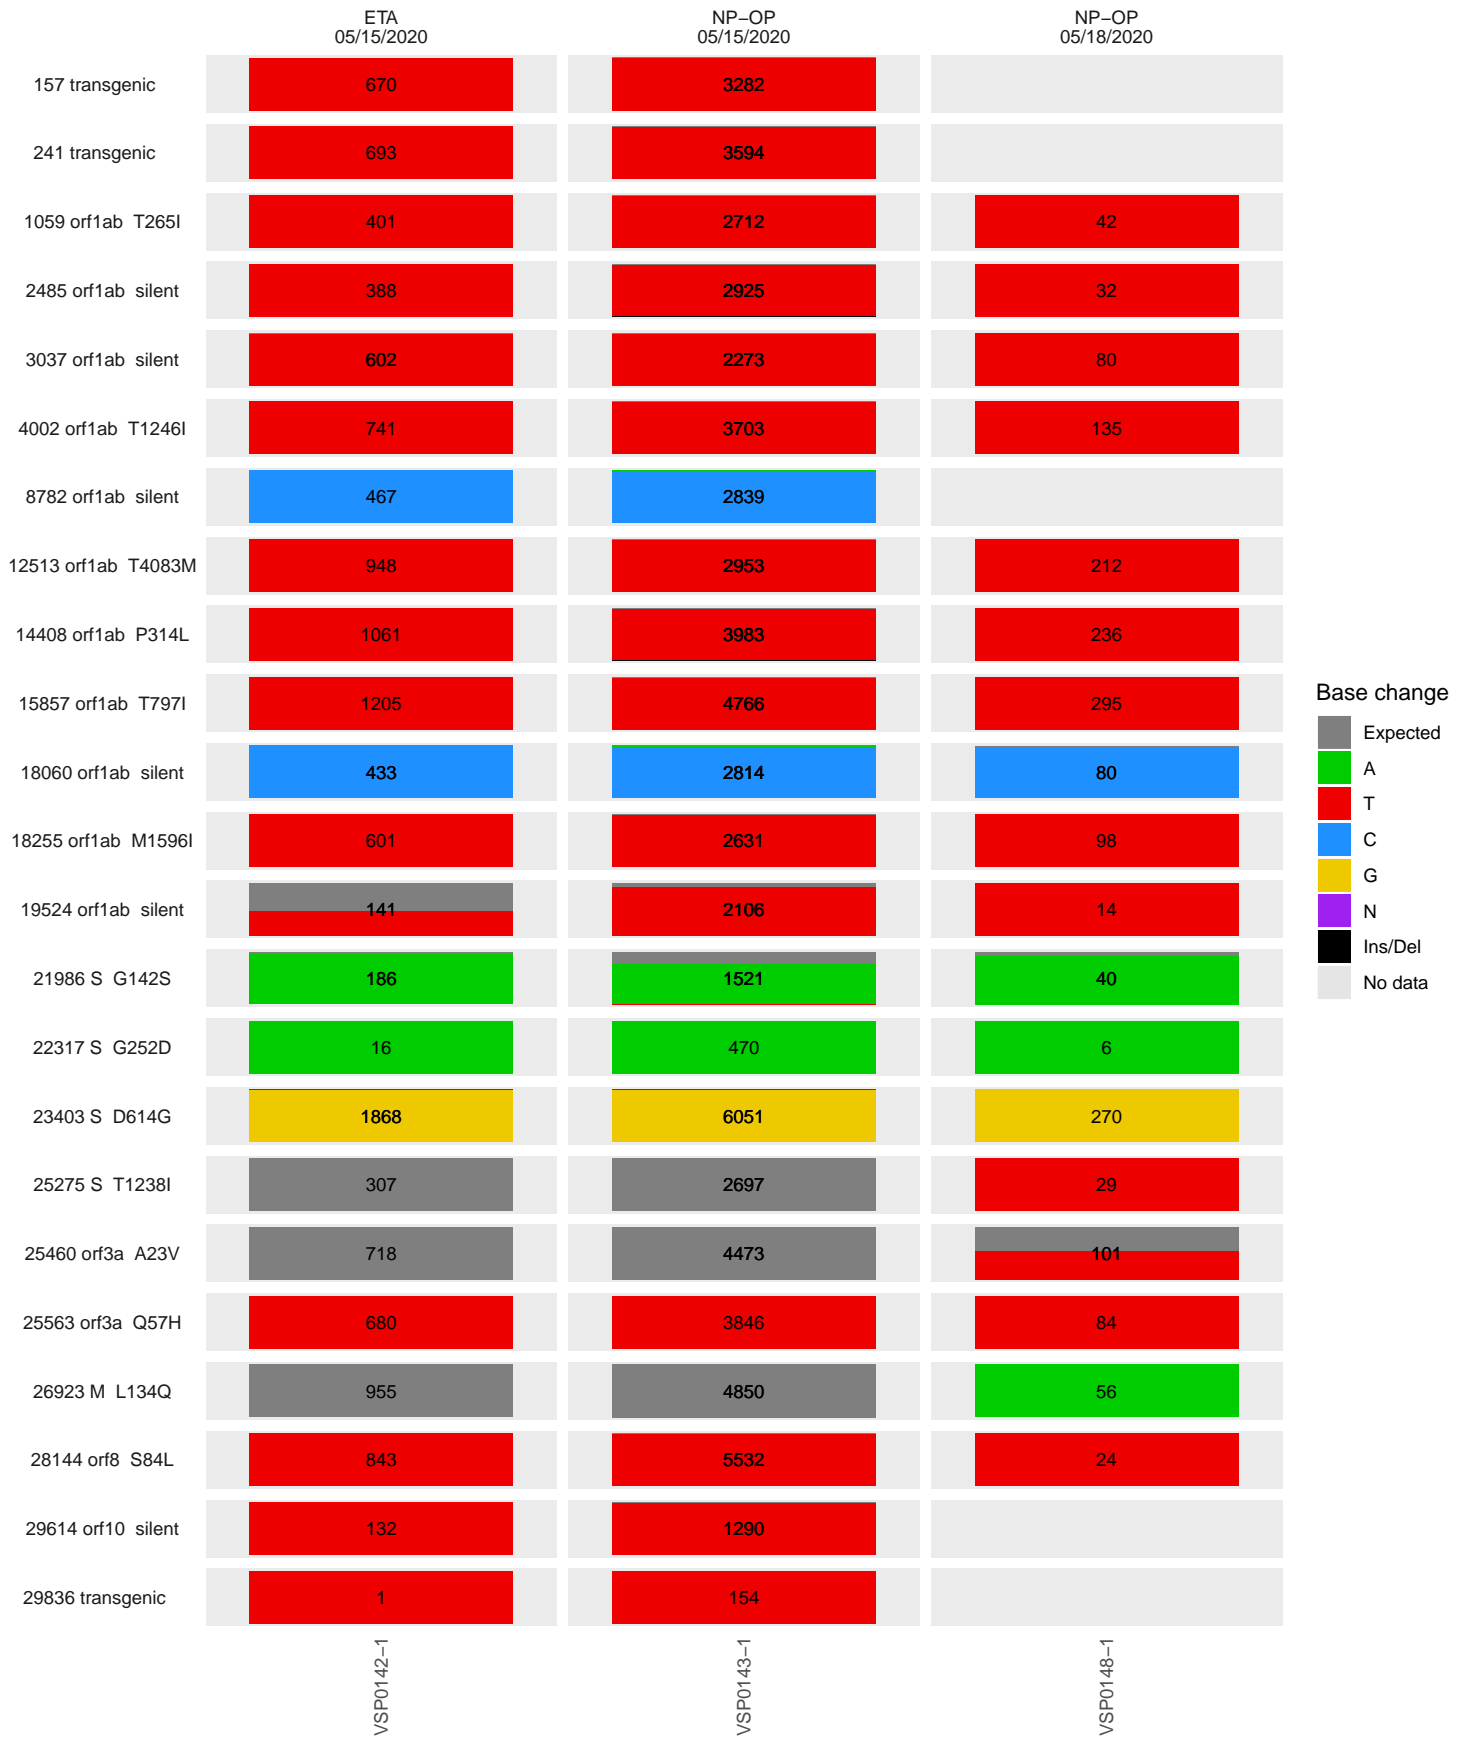 ETA NP−OP NP−OP
05/15/2020 05/15/2020 05/18/2020
157 transgenic 670 3282
241 transgenic 693 3594
1059 orf1ab T265I 401 2712 42
2485 orf1ab silent 388 2925 32
3037 orf1ab silent 602 2273 80
4002 orf1ab T1246I 741 3703 135
8782 orf1ab silent 467 2839
12513 orf1ab T4083M 948 2953 212
14408 orf1ab P314L 1061 3983 236
15857 orf1ab T797I 1205 4766 295
18060 orf1ab silent 433 2814 80
18255 orf1ab M1596I 601 2631 98
19524 orf1ab silent 141 2106 14
21986 S G142S 186 1521 40
22317 S G252D 16 470 6
23403 S D614G 1868 6051 270
25275 S T1238I 307 2697 29
25460 orf3a A23V 718 4473 101
25563 orf3a Q57H 680 3846 84
26923 M L134Q 955 4850 56
28144 orf8 S84L 843 5532 24
29614 orf10 silent 132 1290
29836 transgenic 1 154
VSP0142−1 VSP0143−1 VSP0148−1
Base change
Expected
A
T
C
G
N
Ins/Del
No data